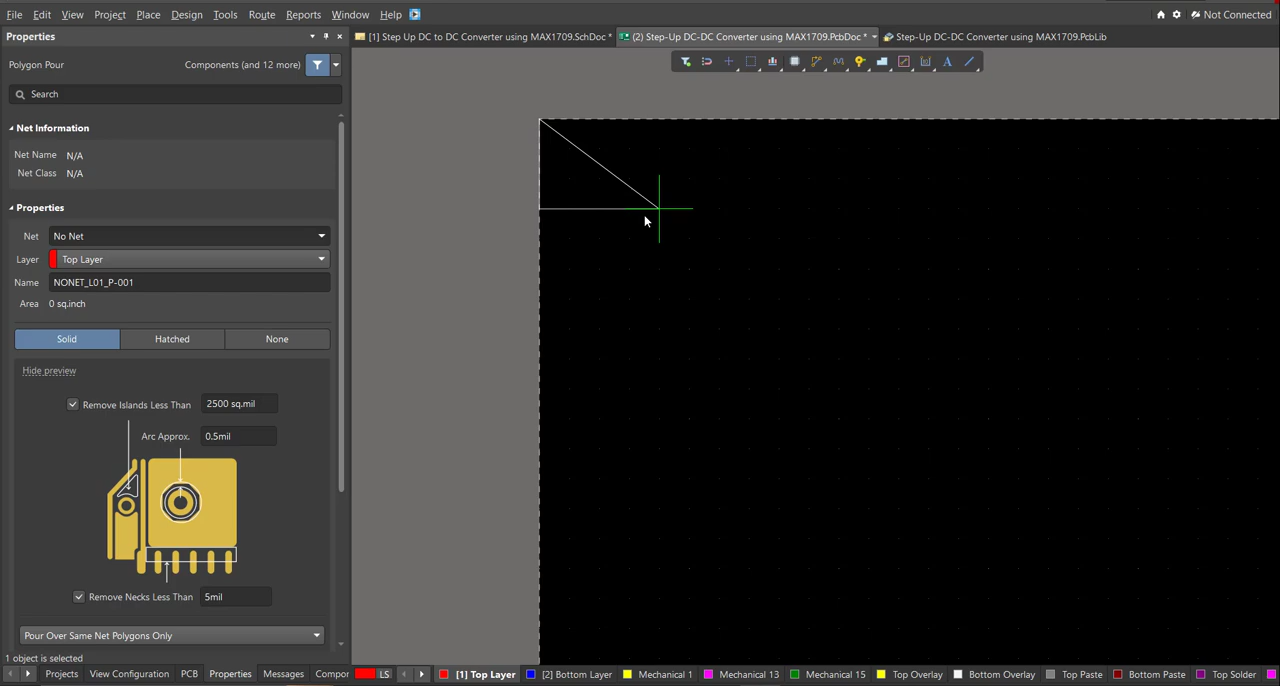 File Edit View Project Place Design Tools Route Reports Window Help Not Connected
Properties
[1] Step Up DC to DC Converter using MAX1709.SchDoc * (2) Step-Up DC-DC Converter using MAX1709.PcbDoc * Step-Up DC-DC Converter using MAX1709.PcbLib
Polygon Pour Components (and 12 more)
Search
Net Information
Net Name N/A
Net Class N/A
Properties
Net No Net
Layer Top Layer
Name NONET_L01_P-001
Area 0 sq.inch
Solid Hatched None
Hide preview
Remove Islands Less Than 2500 sq.mil
Arc Approx. 0.5mil
Remove Necks Less Than 5mil
Pour Over Same Net Polygons Only
1 object is selected
Projects View Configuration PCB Properties Messages Compor LS [1] Top Layer [2] Bottom Layer Mechanical 1 Mechanical 13 Mechanical 15 Top Overlay Bottom Overlay Top Paste Bottom Paste Top Solder